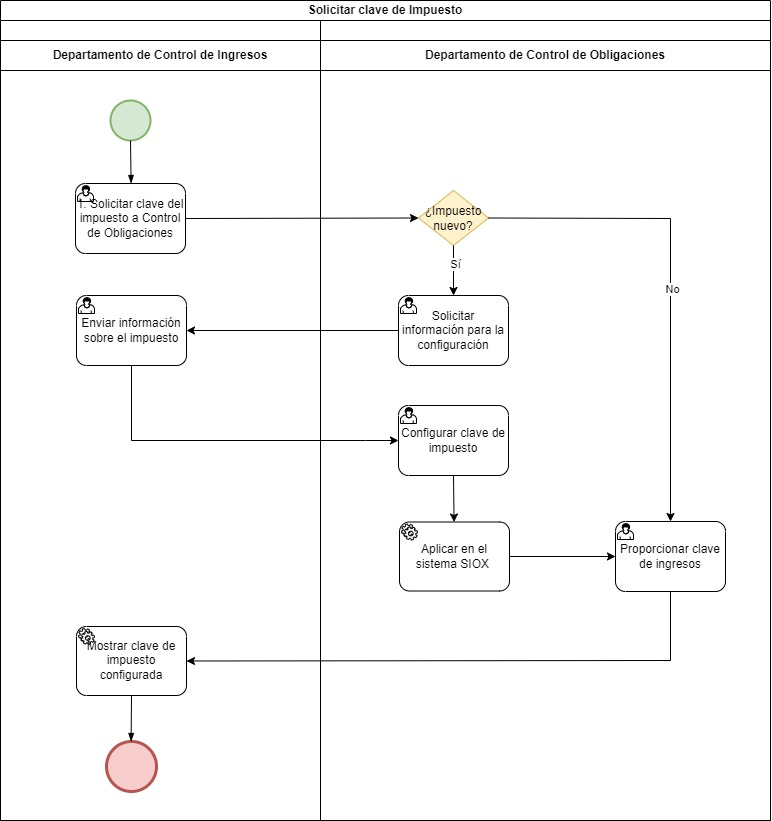 Solicitar clave de Impuesto
Departamento de Control de Ingresos
Departamento de Control de Obligaciones
1. Solicitar clave del
impuesto a Control
de Obligaciones
¿Impuesto
nuevo?
Sí
No
Enviar información
sobre el impuesto
Solicitar
información para la
configuración
Configurar clave de
impuesto
Aplicar en el
sistema SIOX
Proporcionar clave
de ingresos
Mostrar clave de
impuesto
configurada